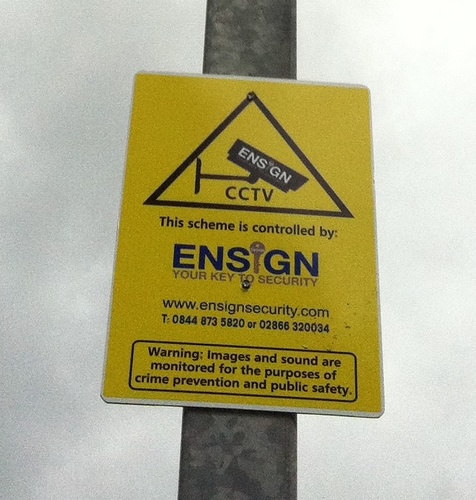 ENSIGN
CCTV
This scheme is controlled by:
ENSIGN
YOUR KEY TO SECURITY
www.ensignsecurity.com
T: 0844 873 5820 or 02866 320034
Warning: Images and sound are
monitored for the purposes of
crime prevention and public safety.